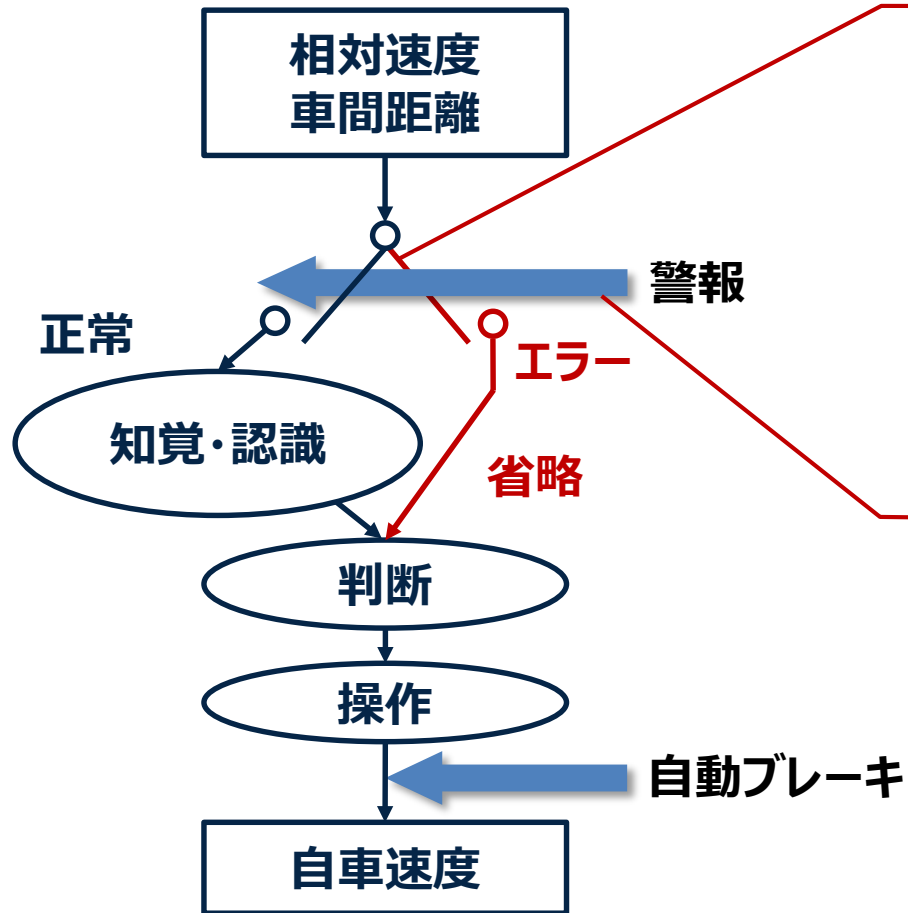 相対速度
車間距離
警報
正常
エラー
知覚・認識
省略
判断
操作
自動ブレーキ
自車速度